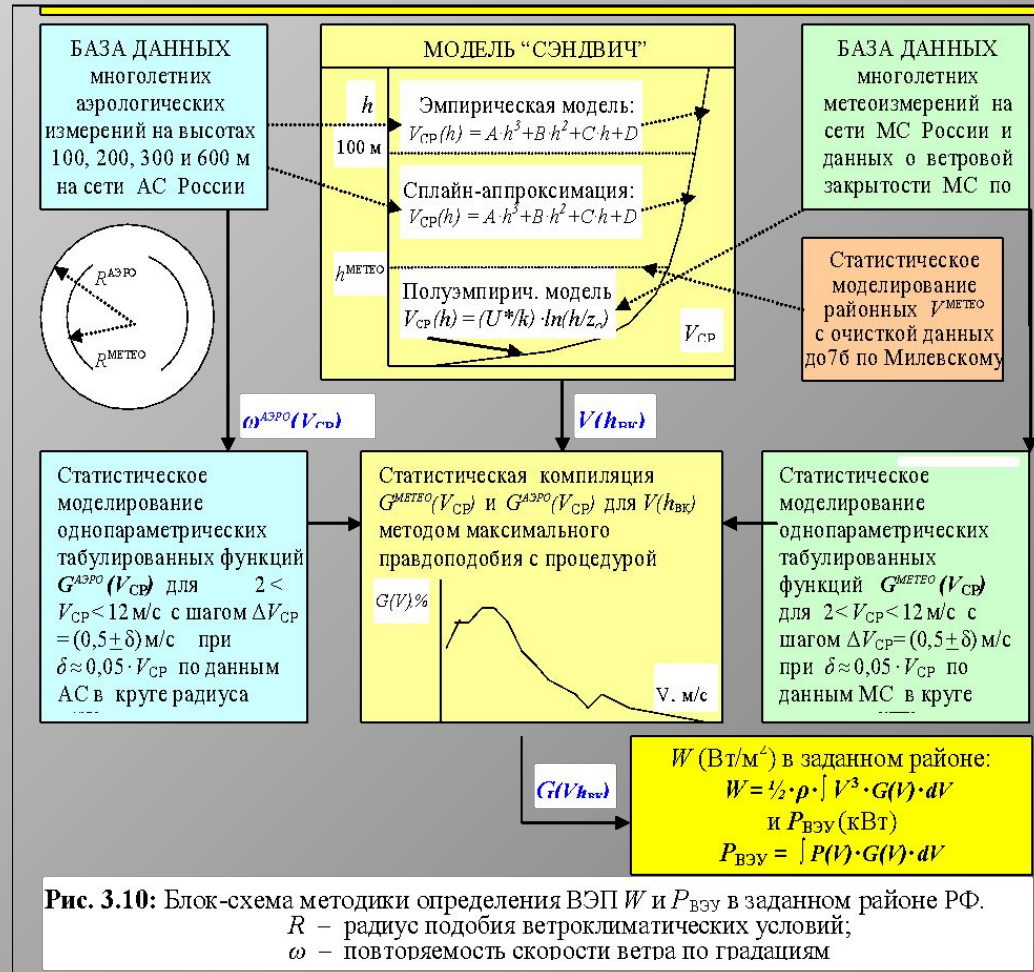 БАЗА ДАННЫХ
многолетних
аэрологических
измерений на высотах
100, 200, 300 и 600 м
на сети АС России
МОДЕЛЬ “СЭНДВИЧ”
h
100 м
Эмпирическая модель:
V_СР(h) = A·h³+B·h²+C·h+D
Сплайн-аппроксимация:
V_СР(h) = A·h³+B·h²+C·h+D
h^МЕТЕО
Полуэмпирич. модель
V_СР(h) = (U*/k)·ln(h/z₀)
V_СР
БАЗА ДАННЫХ
многолетних
метеоизмерений на
сети МС России и
данных о ветровой
закрытости МС по
Статистическое
моделирование
районных V^МЕТЕО
с очисткой данных
до7б по Милевскому
R^АЭРО
R^МЕТЕО
ω^АЭРО(V_СР)
V(h_ВК)
Статистическое
моделирование
однопараметрических
табулированных функций
G^АЭРО(V_СР) для 2 <
V_СР< 12 м/с с шагом ΔV_СР
= (0,5±δ) м/с при
δ≈0,05·V_СР по данным
АС в круге радиуса
Статистическая компиляция
G^МЕТЕО(V_СР) и G^АЭРО(V_СР) для V(h_ВК)
методом максимального
правдоподобия с процедурой
G(V),%
V, м/с
Статистическое
моделирование
однопараметрических
табулированных
функций G^МЕТЕО(V_СР)
для 2< V_СР< 12 м/с с
шагом ΔV_СР= (0,5±δ) м/с
при δ≈0,05·V_СР по
данным МС в круге
G(Vh_ВК)
W (Вт/м²) в заданном районе:
W = ½·ρ·∫V³·G(V)·dV
и P_ВЭУ (кВт)
P_ВЭУ = ∫P(V)·G(V)·dV
Рис. 3.10: Блок-схема методики определения ВЭП W и P_ВЭУ в заданном районе РФ.
R – радиус подобия ветроклиматических условий;
ω – повторяемость скорости ветра по градациям